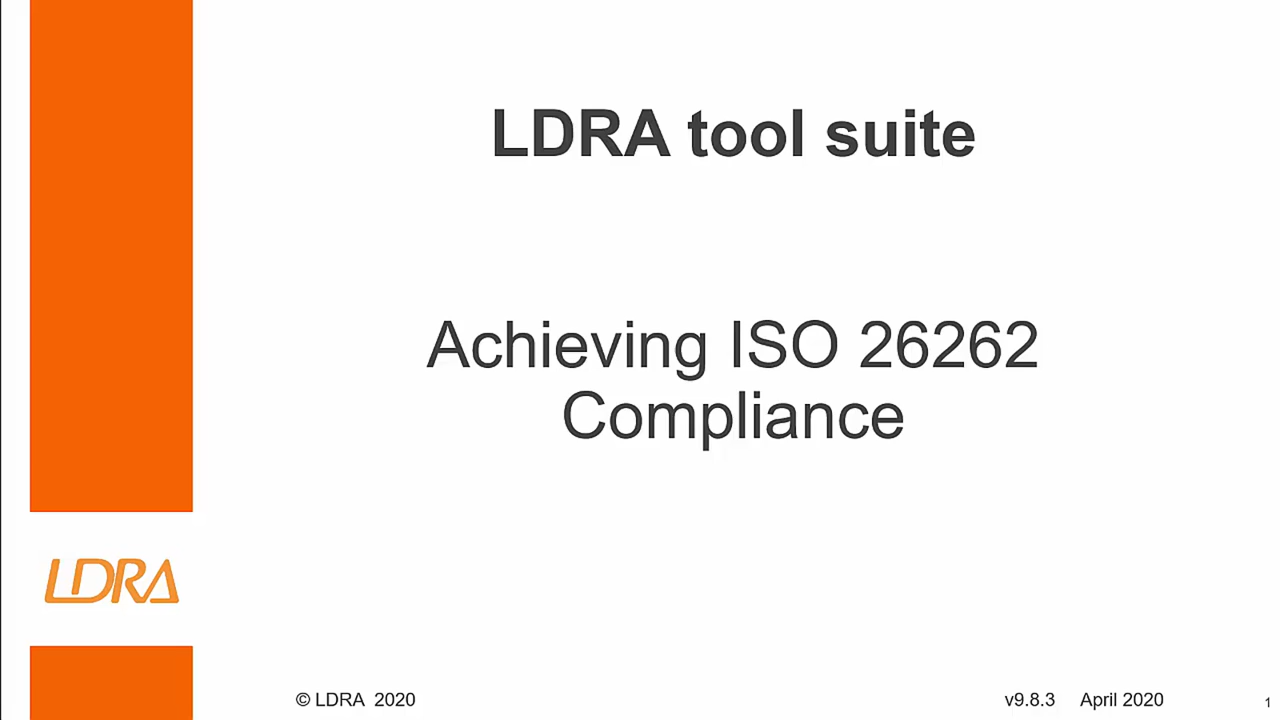 LDRA tool suite
Achieving ISO 26262
Compliance
LDRA
© LDRA 2020
v9.8.3 April 2020
1